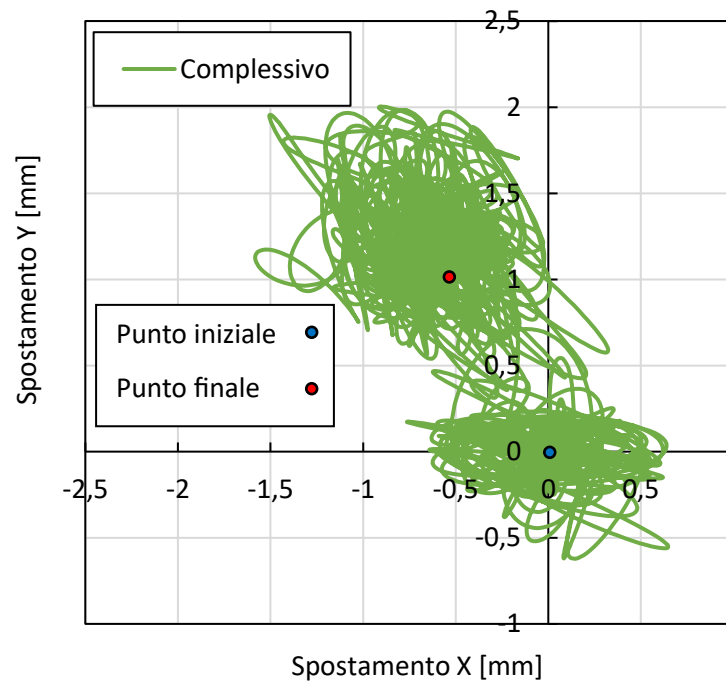 2,5
Complessivo
2
1,5
1
Spostamento Y [mm]
Punto iniziale
Punto finale
0,5
0
-2,5 -2 -1,5 -1 -0,5 0 0,5
-0,5
-1
Spostamento X [mm]